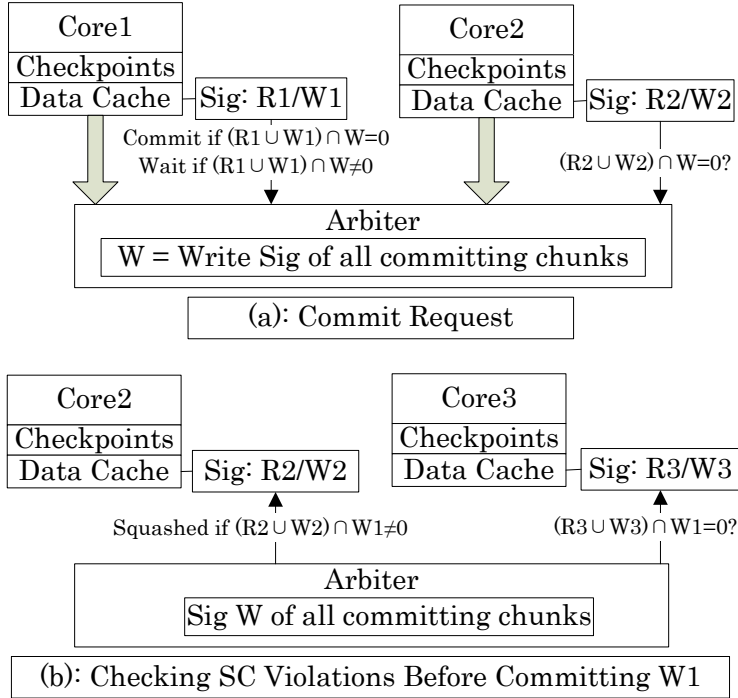 Core1
Checkpoints
Data Cache
Sig: R1/W1
Core2
Checkpoints
Data Cache
Sig: R2/W2
Commit if (R1∪W1)∩W=0
Wait if (R1∪W1)∩W≠0
(R2∪W2)∩W=0?
Arbiter
W = Write Sig of all committing chunks
(a): Commit Request
Core2
Checkpoints
Data Cache
Sig: R2/W2
Core3
Checkpoints
Data Cache
Sig: R3/W3
Squashed if (R2∪W2)∩W1≠0
(R3∪W3)∩W1=0?
Arbiter
Sig W of all committing chunks
(b): Checking SC Violations Before Committing W1